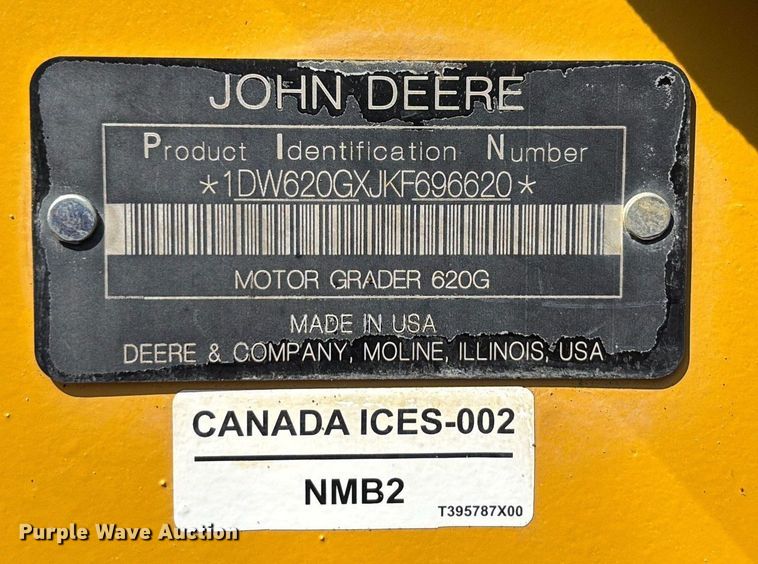 JOHN DEERE
Product Identification Number
*1DW620GXJKF696620*
MOTOR GRADER 620G
MADE IN USA
DEERE & COMPANY, MOLINE, ILLINOIS, USA
CANADA ICES-002
NMB2
T395787X00
Purple Wave Auction